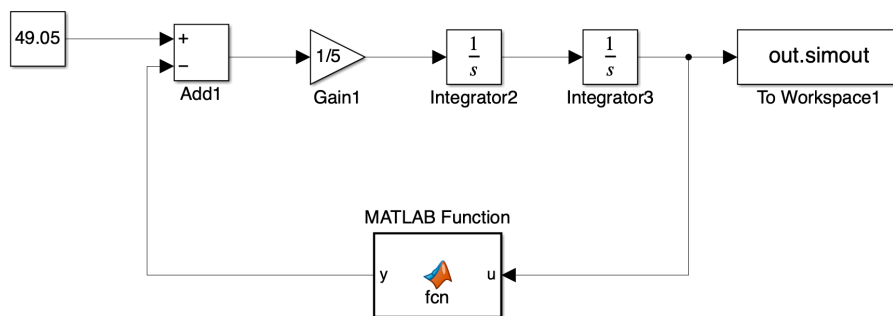 49.05
+
−
Add1
1/5
Gain1
1
s
Integrator2
1
s
Integrator3
out.simout
To Workspace1
MATLAB Function
y
u
fcn